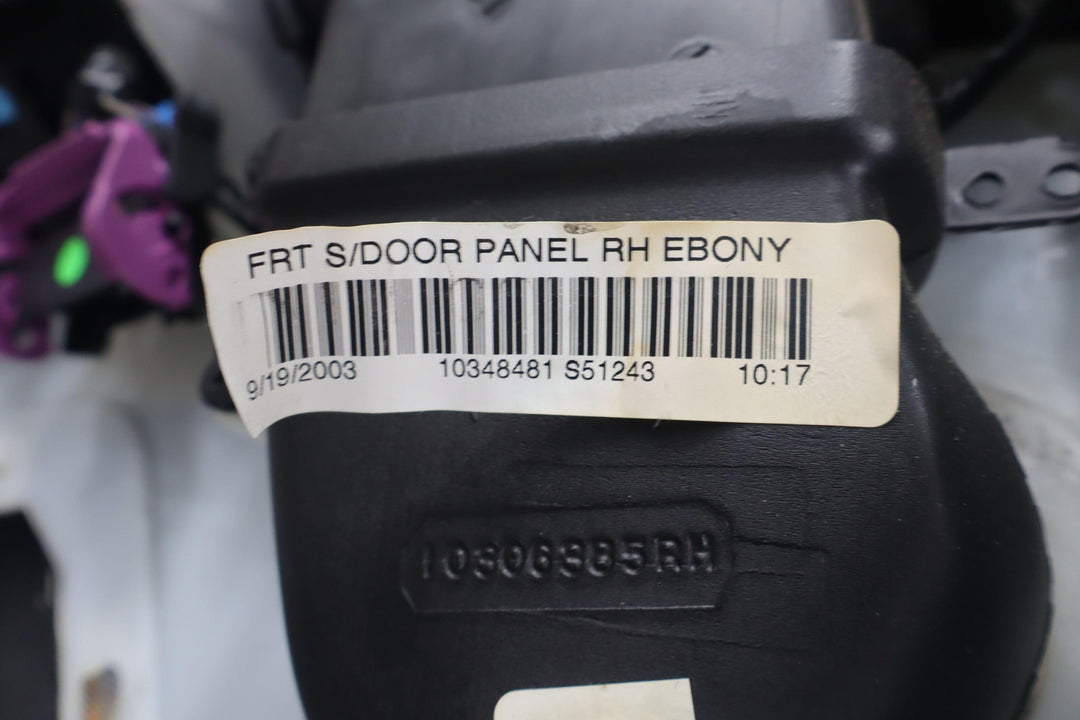 FRT S/DOOR PANEL RH EBONY
9/19/2003 10348481 S51243 10:17
10306385RH